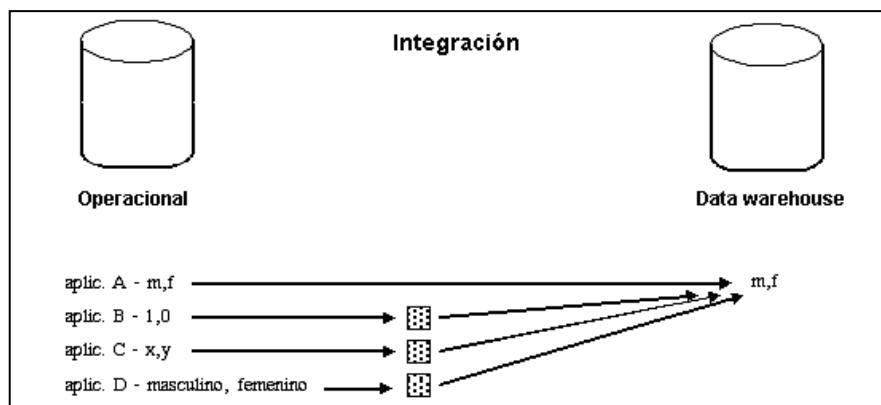 Integración
Operacional
Data warehouse
aplic. A - m,f
m,f
aplic. B - 1,0
aplic. C - x,y
aplic. D - masculino, femenino